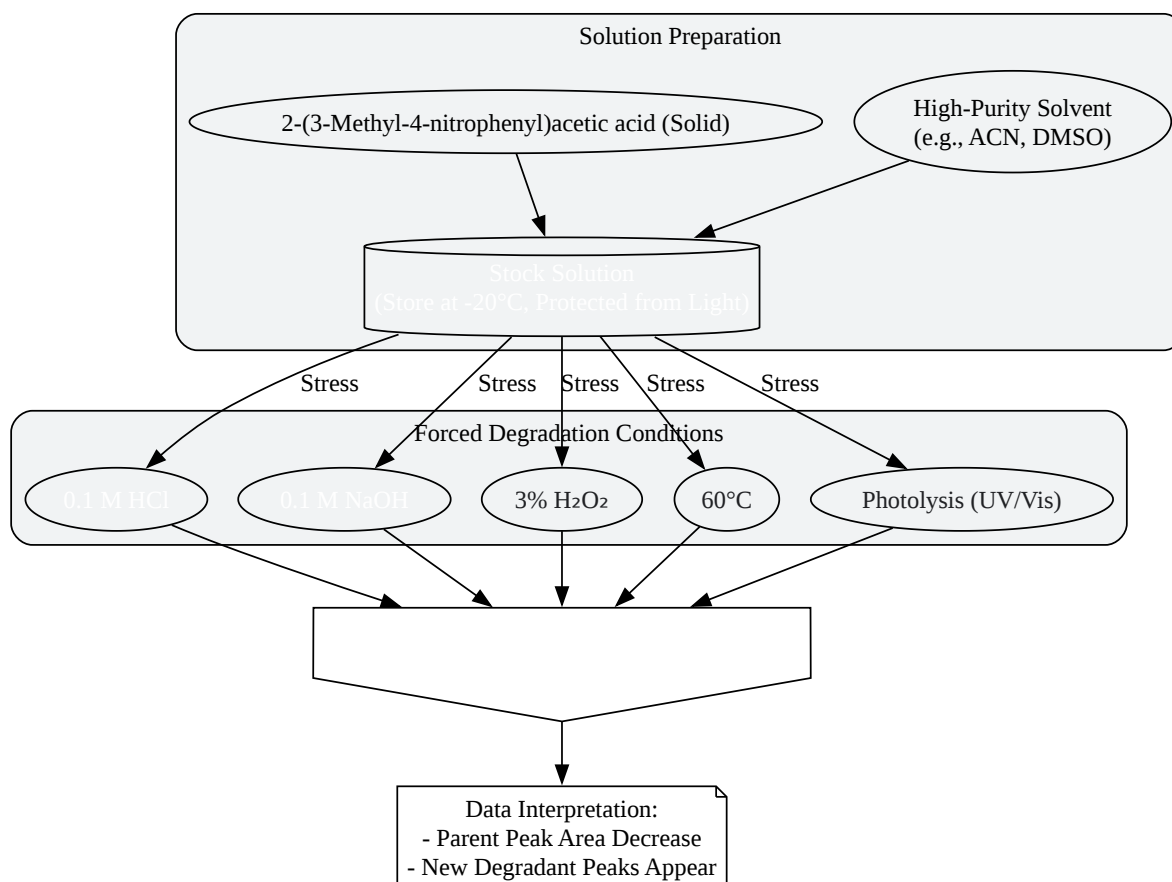 Solution Preparation
2-(3-Methyl-4-nitrophenyl)acetic acid (Solid)
High-Purity Solvent
(e.g., ACN, DMSO)
Stock Solution
(Store at -20°C, Protected from Light)
Stress
Stress
Stress
Stress
Stress
Forced Degradation Conditions
0.1 M HCl
0.1 M NaOH
3% H₂O₂
60°C
Photolysis (UV/Vis)
Data Interpretation:
- Parent Peak Area Decrease
- New Degradant Peaks Appear